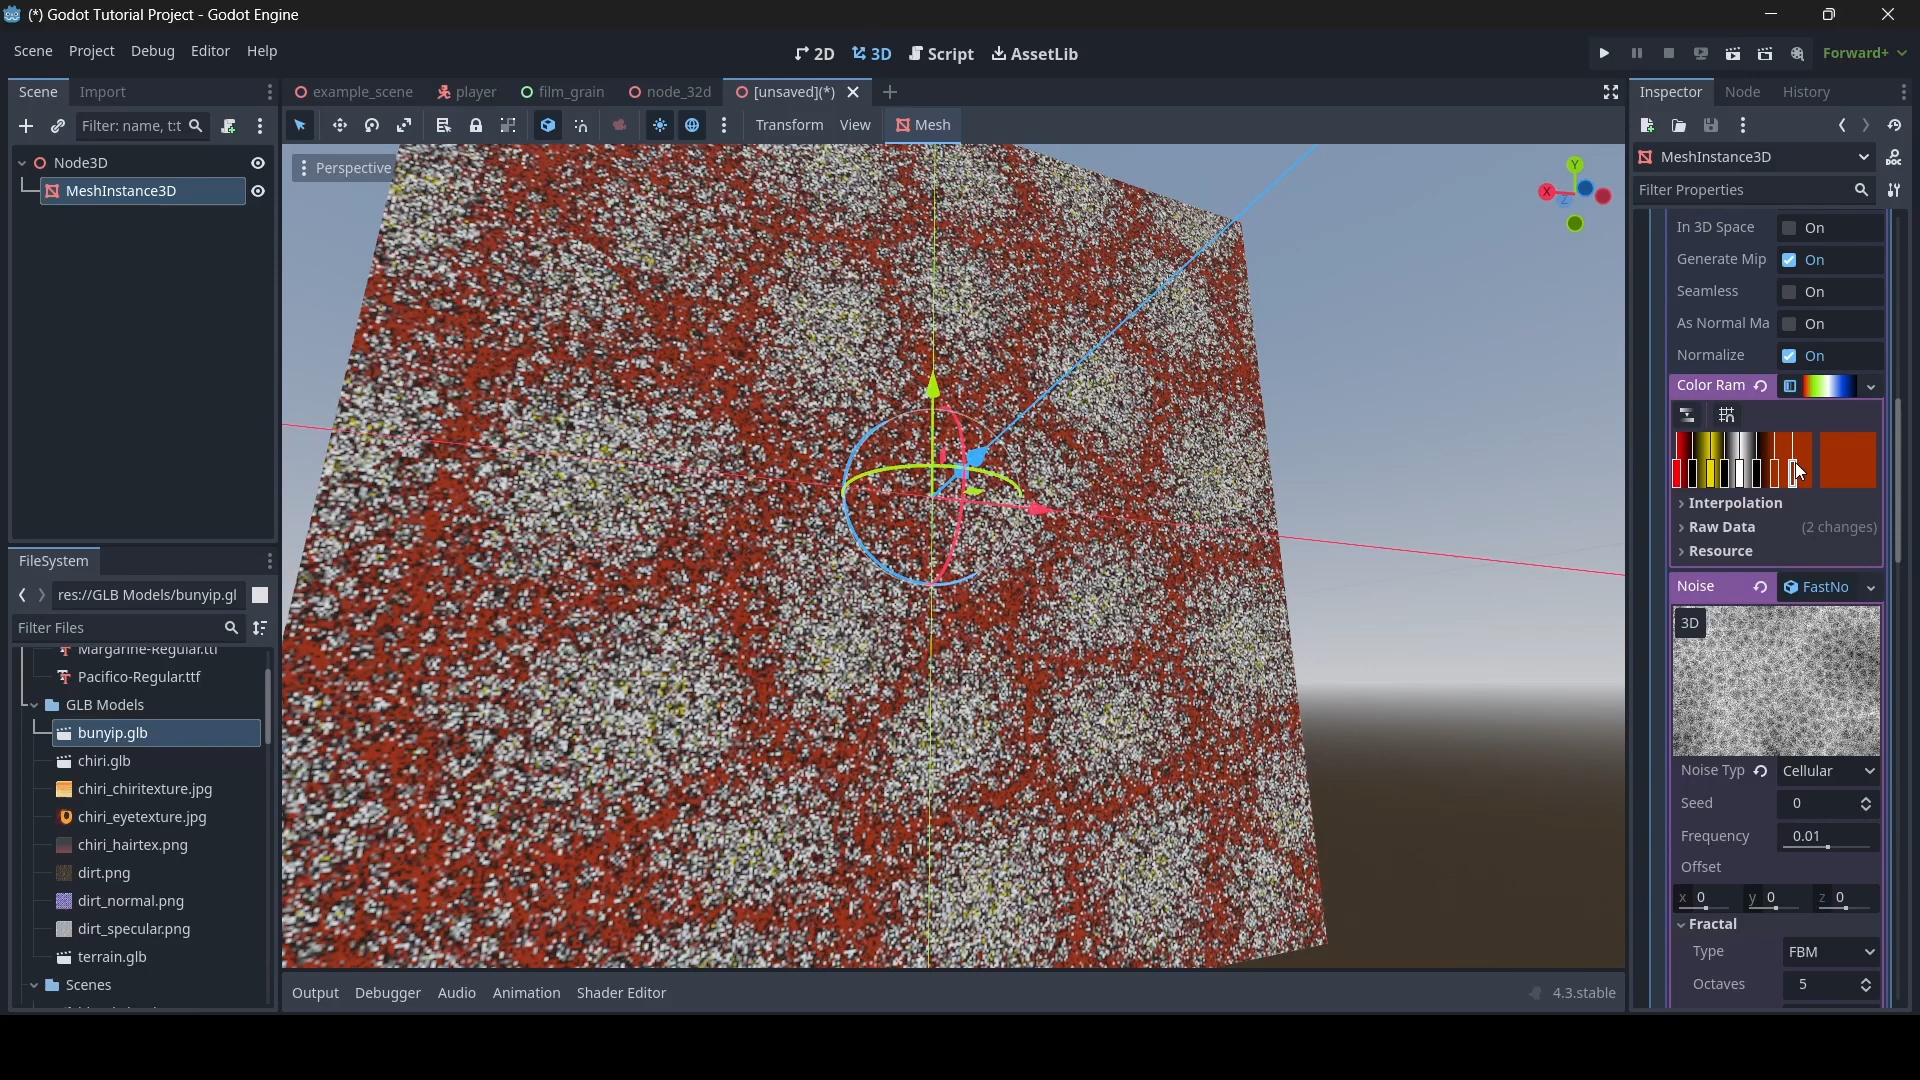 (*) Godot Tutorial Project - Godot Engine
Scene Project Debug Editor Help
2D 3D Script AssetLib
Forward+
Scene Import
example_scene player film_grain node_32d [unsaved](*)
Inspector Node History
Filter: name, t:t
Transform View Mesh
Node3D
MeshInstance3D
Perspective
Y
X
Z
MeshInstance3D
Filter Properties
In 3D Space On
Generate Mip On
Seamless On
As Normal Ma On
Normalize On
Color Ram
Interpolation
Raw Data (2 changes)
Resource
Noise FastNo
3D
Noise Typ Cellular
Seed 0
Frequency 0.01
Offset
x 0 y 0 z 0
Fractal
Type FBM
Octaves 5
FileSystem
res://GLB Models/bunyip.gl
Filter Files
Margarine-Regular.ttf
Pacifico-Regular.ttf
GLB Models
bunyip.glb
chiri.glb
chiri_chiritexture.jpg
chiri_eyetexture.jpg
chiri_hairtex.png
dirt.png
dirt_normal.png
dirt_specular.png
terrain.glb
Scenes
Output Debugger Audio Animation Shader Editor
4.3.stable